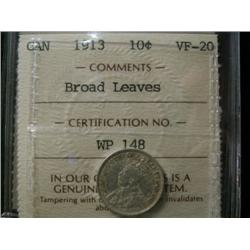 CAN 1913 10¢ VF-20
— COMMENTS —
Broad Leaves
— CERTIFICATION NO. —
WP 148
IN OUR IS A
GENUINE TEM.
Tampering with invalidates